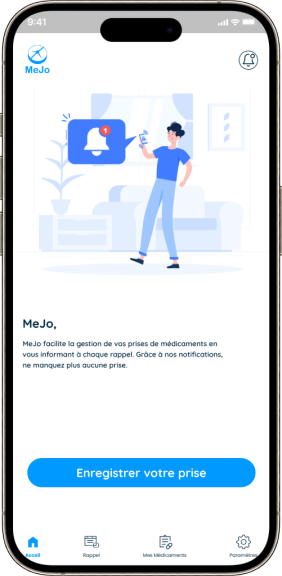 9:41
MeJo
1
MeJo,
MeJo facilite la gestion de vos prises de médicaments en
vous informant à chaque rappel. Grâce à nos notifications,
ne manquez plus aucune prise.
Enregistrer votre prise
Accueil
Rappel
Mes Médicaments
Paramètres